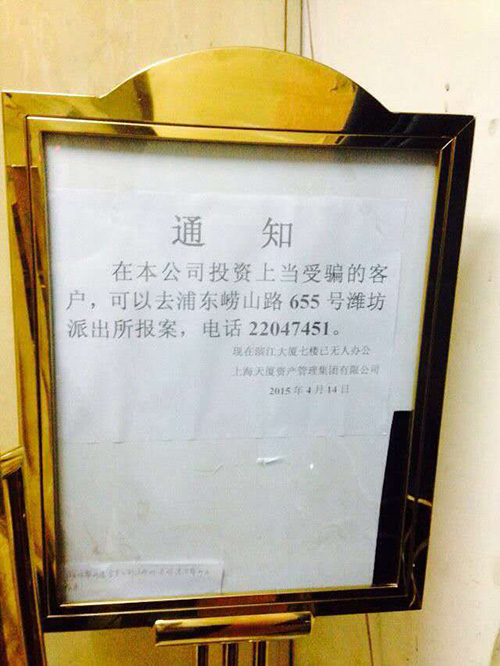 通 知
在本公司投资上当受骗的客
户，可以去浦东崂山路 655 号潍坊
派出所报案，电话 22047451。
现在滨江大厦七楼已无人办公
上海天厦资产管理集团有限公司
2015 年 4 月 14 日